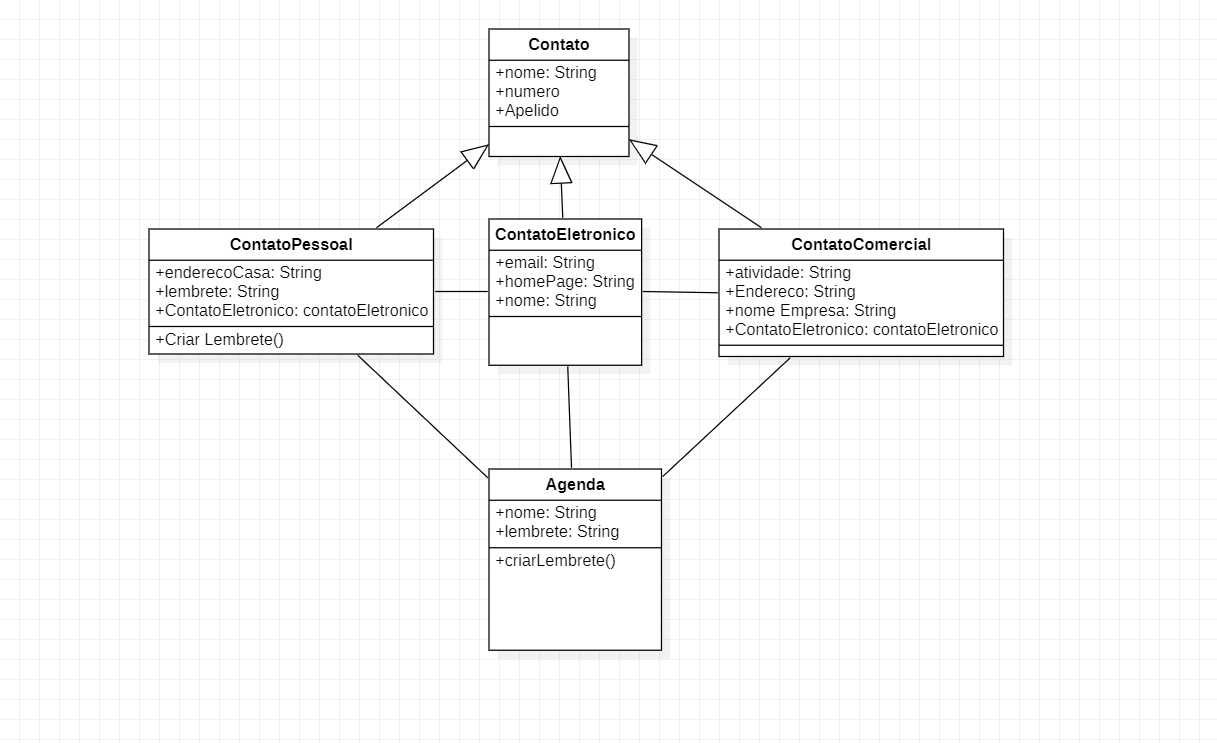 Contato
+nome: String
+numero
+Apelido
ContatoPessoal
+enderecoCasa: String
+lembrete: String
+ContatoEletronico: contatoEletronico
+Criar Lembrete()
ContatoEletronico
+email: String
+homePage: String
+nome: String
ContatoComercial
+atividade: String
+Endereco: String
+nome Empresa: String
+ContatoEletronico: contatoEletronico
Agenda
+nome: String
+lembrete: String
+criarLembrete()